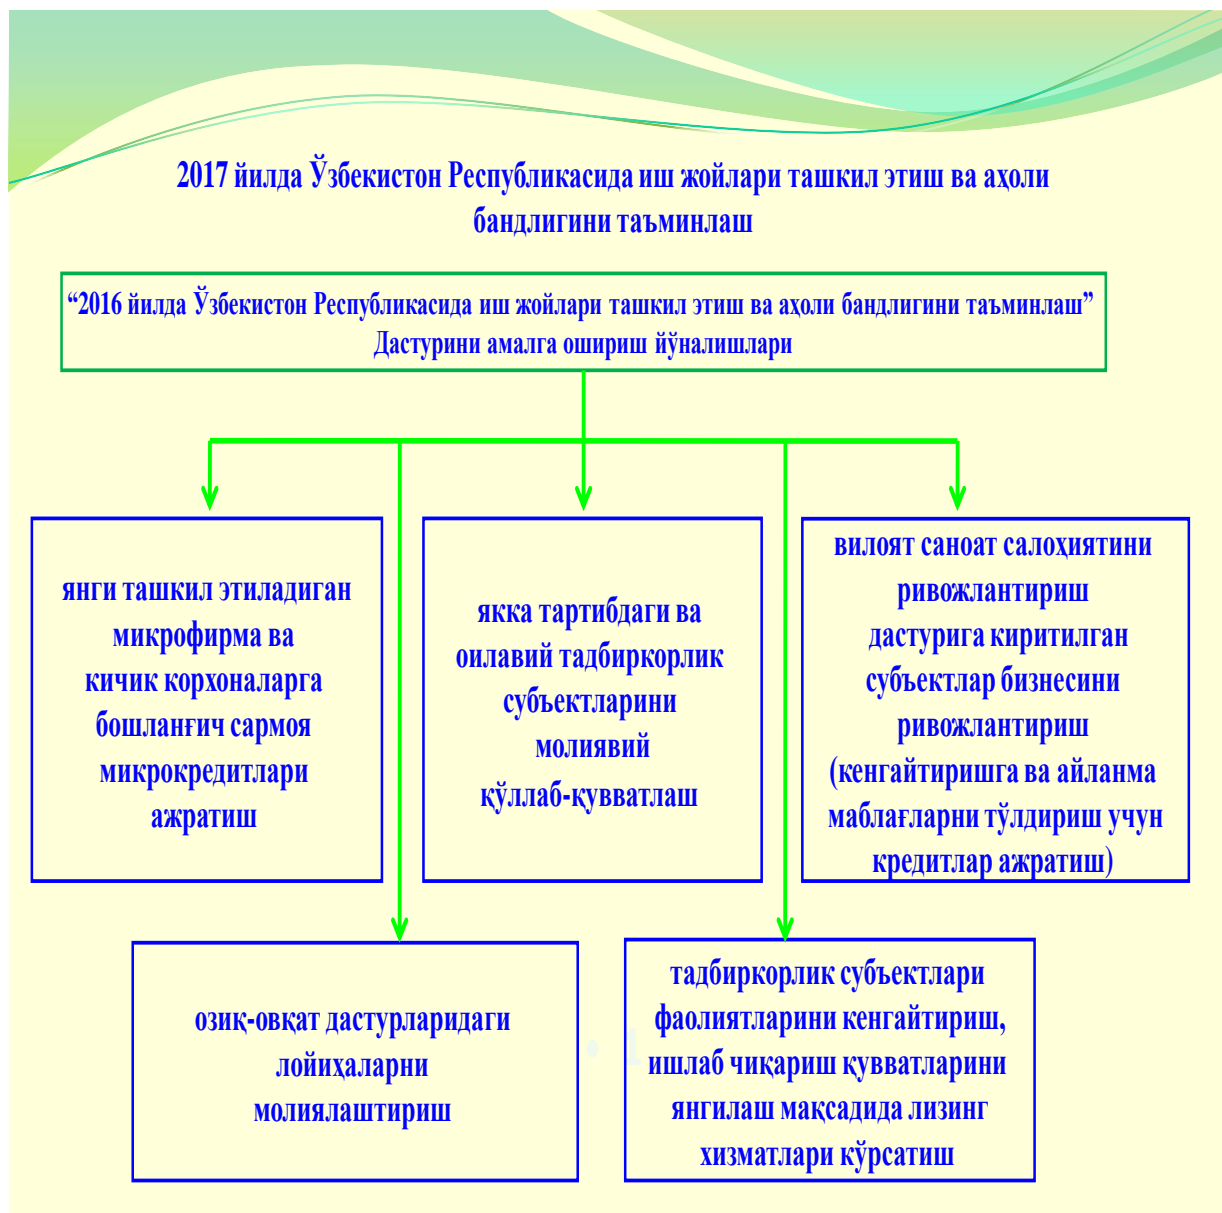 2017 йилда Ўзбекистон Республикасида иш жойлари ташкил этиш ва аҳоли
бандлигини таъминлаш
“2016 йилда Ўзбекистон Республикасида иш жойлари ташкил этиш ва аҳоли бандлигини таъминлаш”
Дастурини амалга ошириш йўналишлари
янги ташкил этиладиган
микрофирма ва
кичик корхоналарга
бошланғич сармоя
микрокредитлари
ажратиш
якка тартибдаги ва
оилавий тадбиркорлик
субъектларини
молиявий
қўллаб-қувватлаш
вилоят саноат салоҳиятини
ривожлантириш
дастурига киритилган
субъектлар бизнесини
ривожлантириш
(кенгайтиришга ва айланма
маблағларни тўлдириш учун
кредитлар ажратиш)
озиқ-овқат дастурларидаги
лойиҳаларни
молиялаштириш
• 1
тадбиркорлик субъектлари
фаолиятларини кенгайтириш,
ишлаб чиқариш қувватларини
янгилаш мақсадида лизинг
хизматлари кўрсатиш